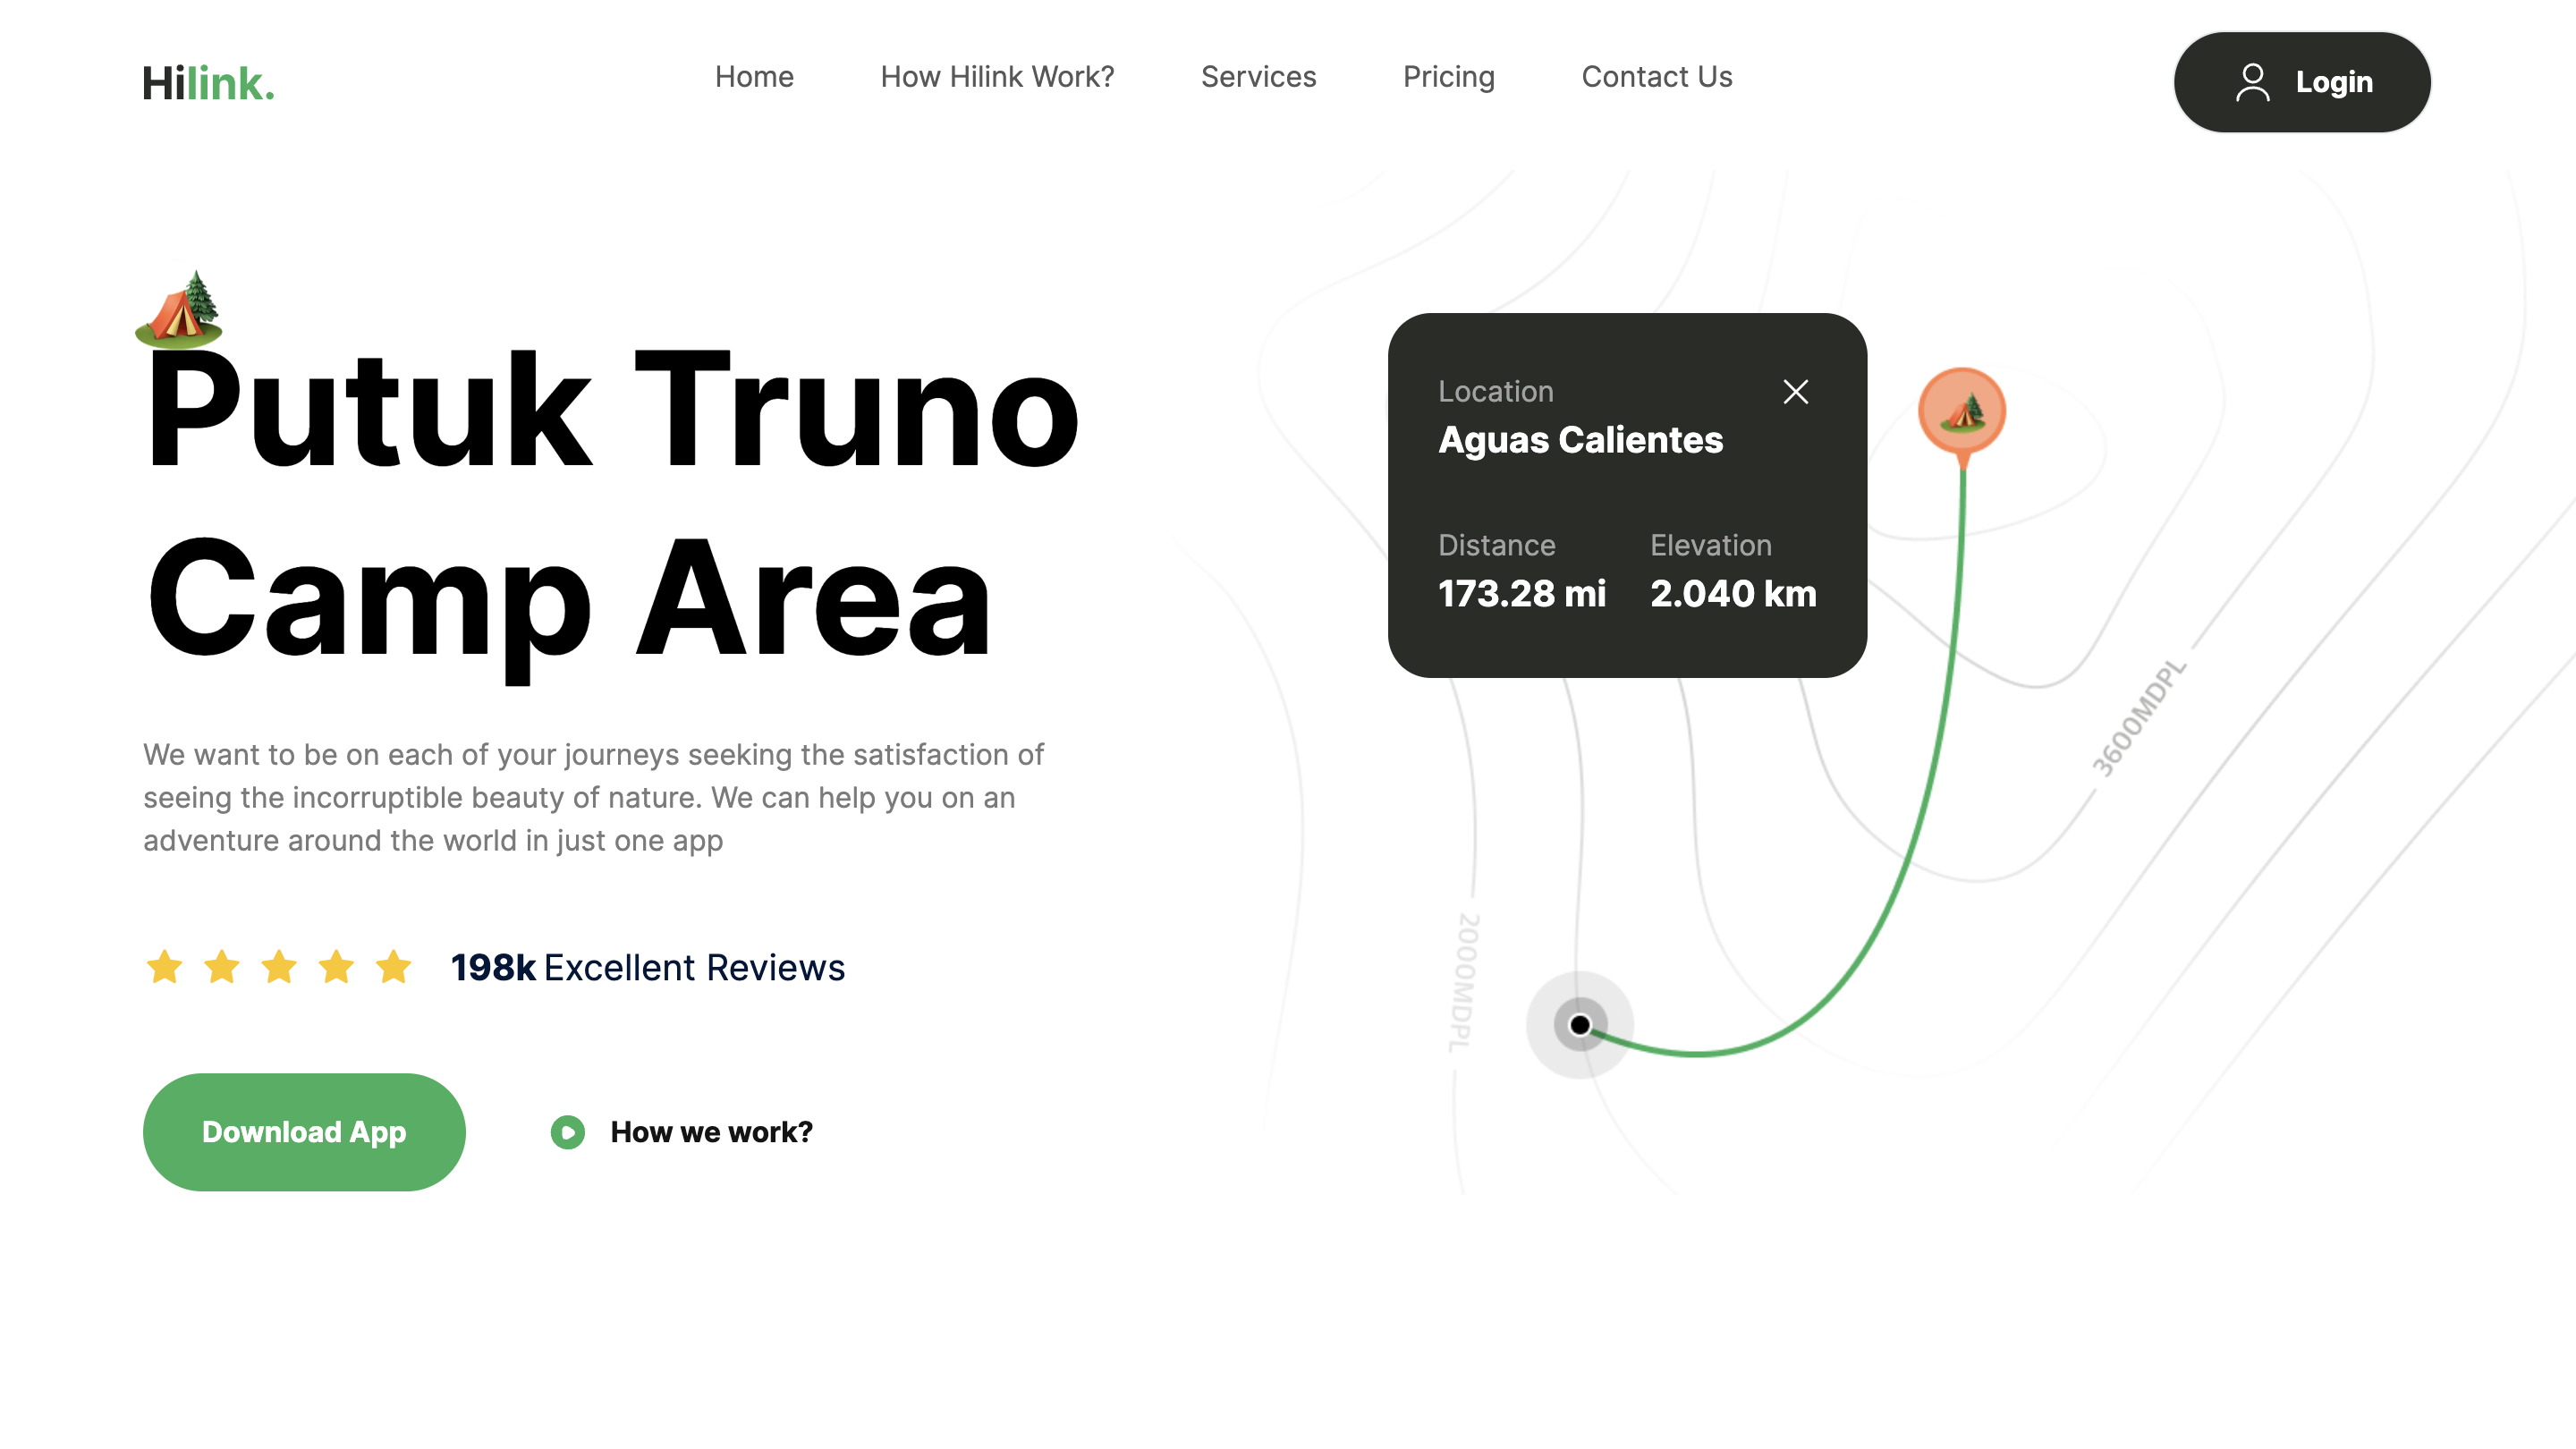 Hilink.
Home
How Hilink Work?
Services
Pricing
Contact Us
Login
Putuk Truno
Camp Area
We want to be on each of your journeys seeking the satisfaction of
seeing the incorruptible beauty of nature. We can help you on an
adventure around the world in just one app
198k Excellent Reviews
Download App
How we work?
Location
Aguas Calientes
Distance
Elevation
173.28 mi
2.040 km
3600MDPL
2000MDPL